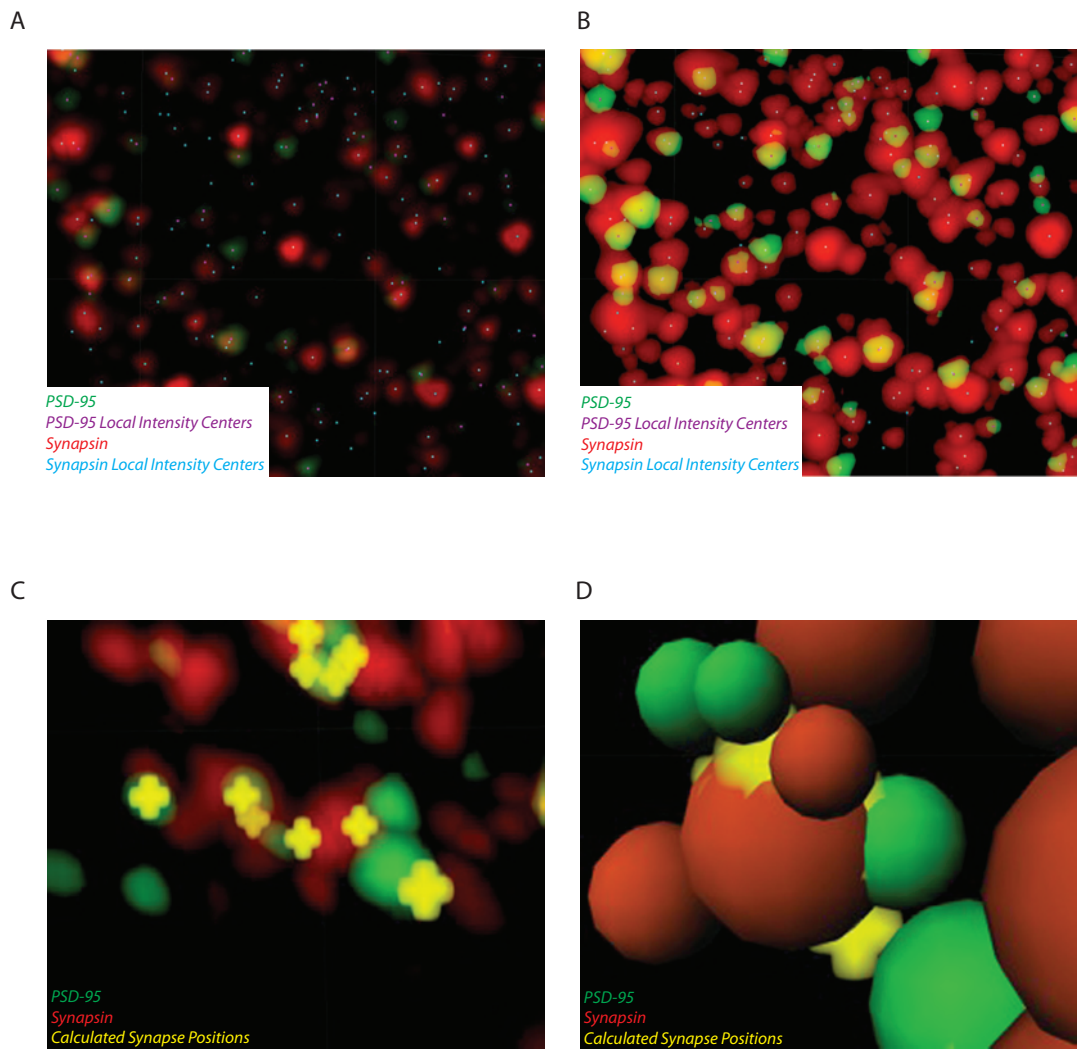 A
B
PSD-95
PSD-95 Local Intensity Centers
Synapsin
Synapsin Local Intensity Centers
PSD-95
PSD-95 Local Intensity Centers
Synapsin
Synapsin Local Intensity Centers
C
D
PSD-95
Synapsin
Calculated Synapse Positions
PSD-95
Synapsin
Calculated Synapse Positions